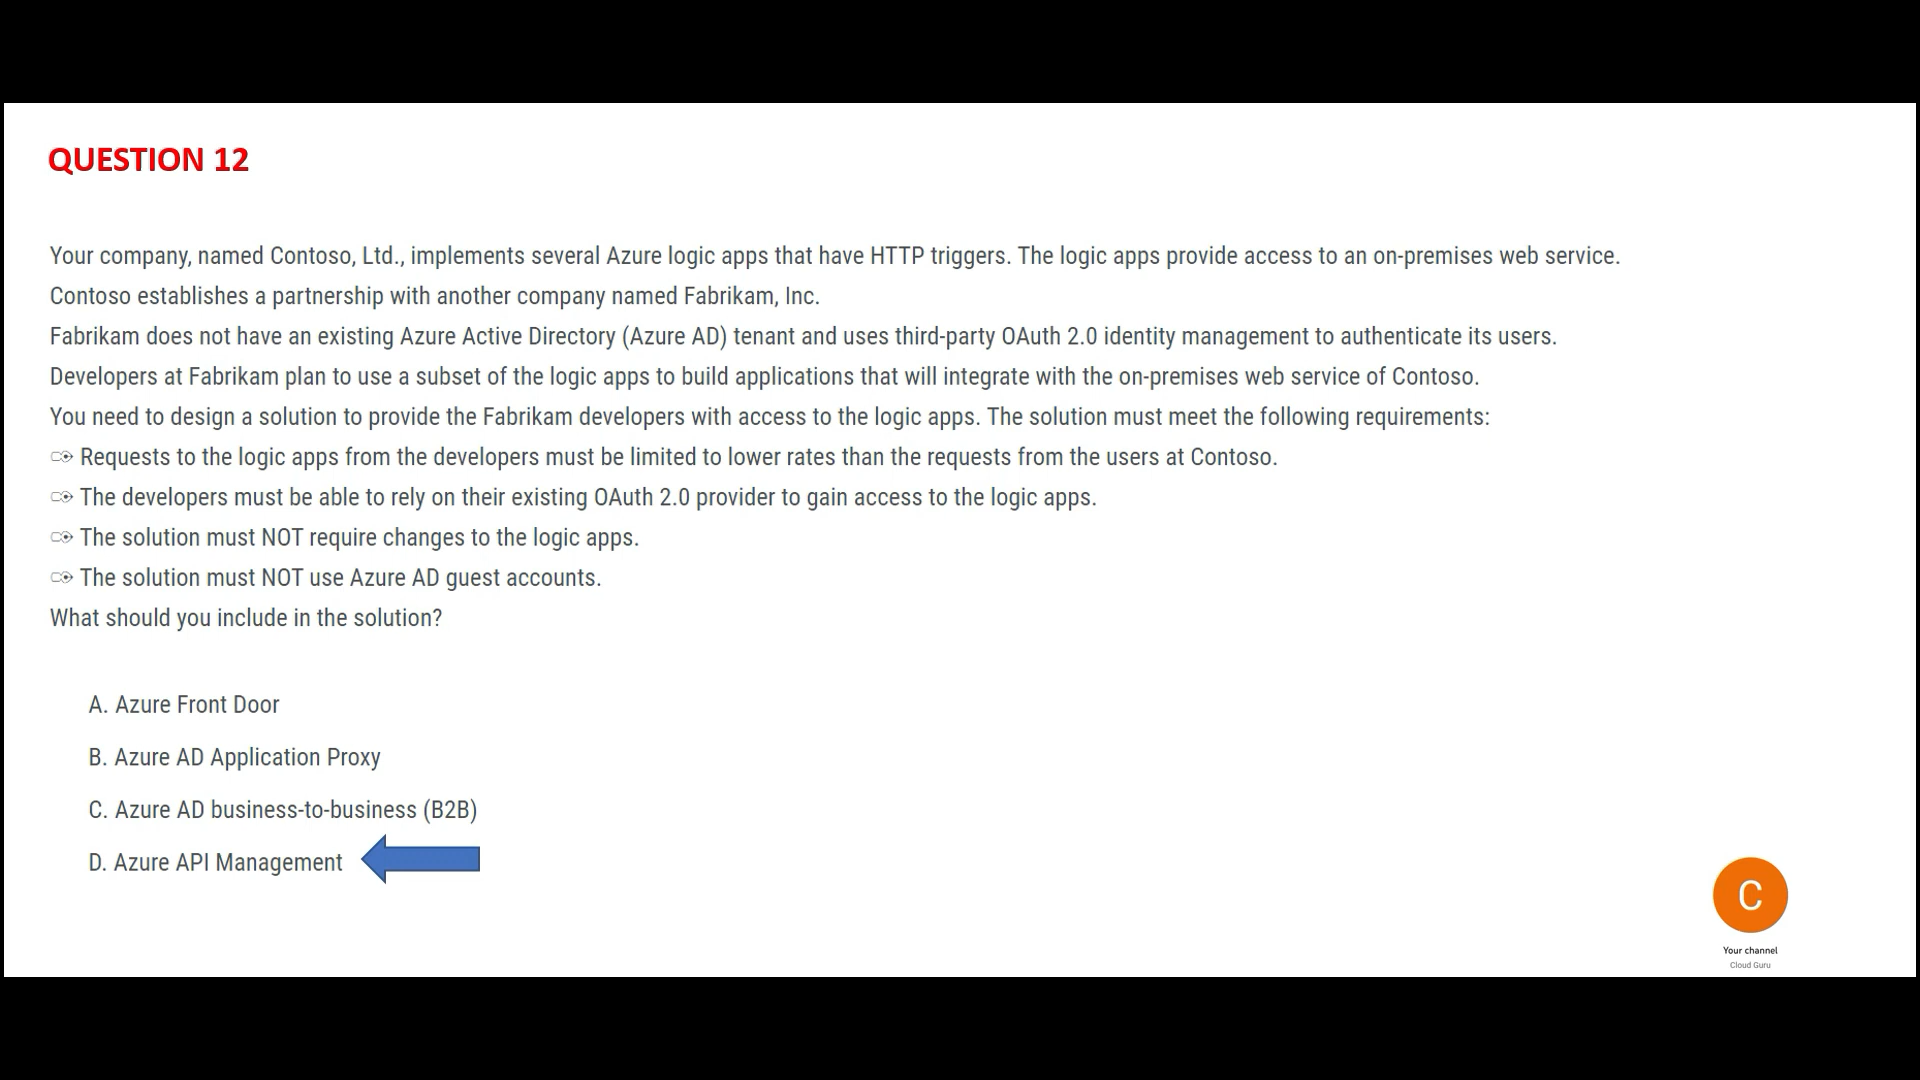 QUESTION 12
Your company, named Contoso, Ltd., implements several Azure logic apps that have HTTP triggers. The logic apps provide access to an on-premises web service.
Contoso establishes a partnership with another company named Fabrikam, Inc.
Fabrikam does not have an existing Azure Active Directory (Azure AD) tenant and uses third-party OAuth 2.0 identity management to authenticate its users.
Developers at Fabrikam plan to use a subset of the logic apps to build applications that will integrate with the on-premises web service of Contoso.
You need to design a solution to provide the Fabrikam developers with access to the logic apps. The solution must meet the following requirements:
Requests to the logic apps from the developers must be limited to lower rates than the requests from the users at Contoso.
The developers must be able to rely on their existing OAuth 2.0 provider to gain access to the logic apps.
The solution must NOT require changes to the logic apps.
The solution must NOT use Azure AD guest accounts.
What should you include in the solution?
A. Azure Front Door
B. Azure AD Application Proxy
C. Azure AD business-to-business (B2B)
D. Azure API Management
C
Your channel
Cloud Guru